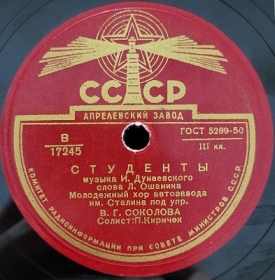 СССР
АПРЕЛЕВСКИЙ ЗАВОД
В
17245
ГОСТ 5289-50
III кл.
СТУДЕНТЫ
музыка И. Дунаевского
слова Л. Ошанина
Молодежный хор автозавода
им. Сталина под упр.
В. Г. СОКОЛОВА
Солист: П. Киричек
КОМИТЕТ РАДИОИНФОРМАЦИИ ПРИ СОВЕТЕ МИНИСТРОВ СССР